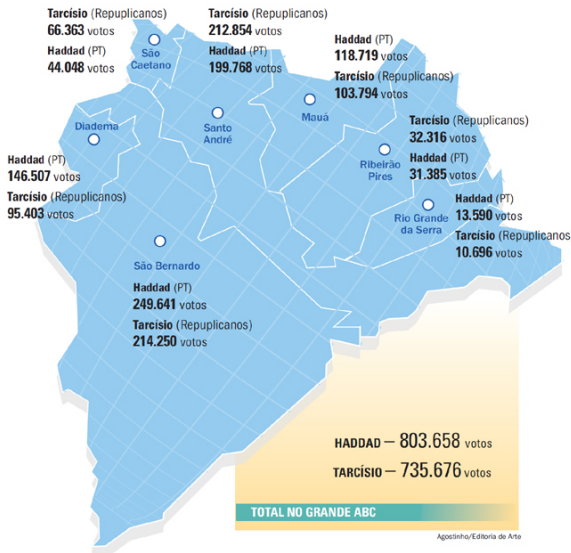 Tarcísio (Repuplicanos)
66.363 votos
Haddad (PT)
44.048 votos
São
Caetano
Tarcísio (Repuplicanos)
212.854 votos
Haddad (PT)
199.768 votos
Santo
André
Haddad (PT)
118.719 votos
Tarcísio (Repuplicanos)
103.794 votos
Mauá
Tarcísio (Repuplicanos)
32.316 votos
Haddad (PT)
31.385 votos
Ribeirão
Pires
Diadema
Haddad (PT)
146.507 votos
Tarcísio (Repuplicanos)
95.403 votos
Haddad (PT)
13.590 votos
Tarcísio (Repuplicanos)
10.696 votos
Rio Grande
da Serra
São Bernardo
Haddad (PT)
249.641 votos
Tarcísio (Repuplicanos)
214.250 votos
HADDAD – 803.658 votos
TARCÍSIO – 735.676 votos
TOTAL NO GRANDE ABC
Agostinho/Editoria de Arte